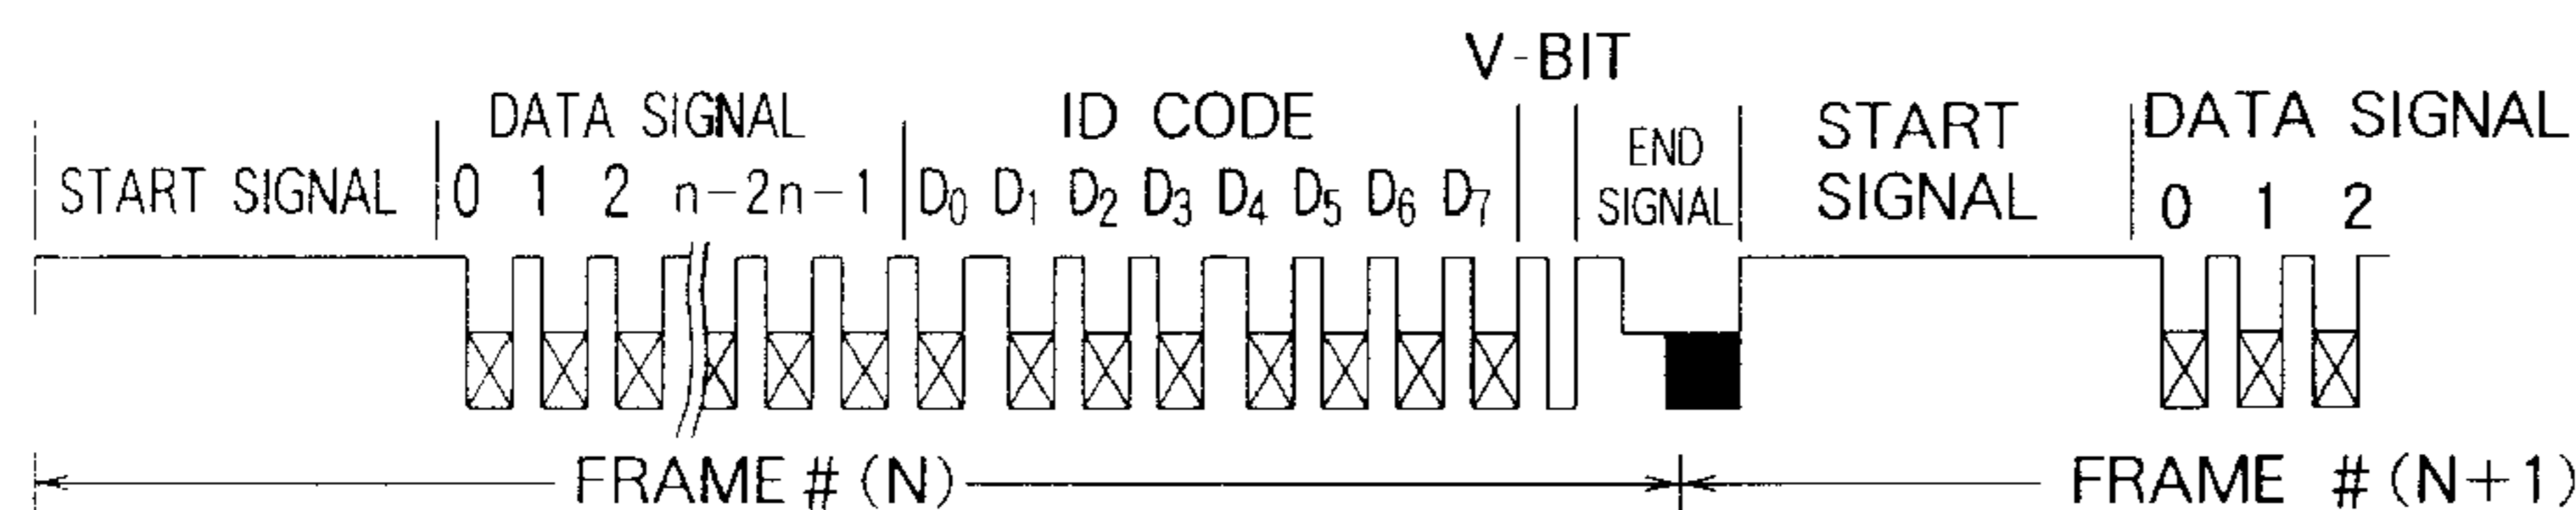 V-BIT
DATA SIGNAL ID CODE END START DATA SIGNAL
START SIGNAL 0 1 2 n-2 n-1 D0 D1 D2 D3 D4 D5 D6 D7 SIGNAL SIGNAL 0 1 2
FRAME # (N) FRAME # (N+1)